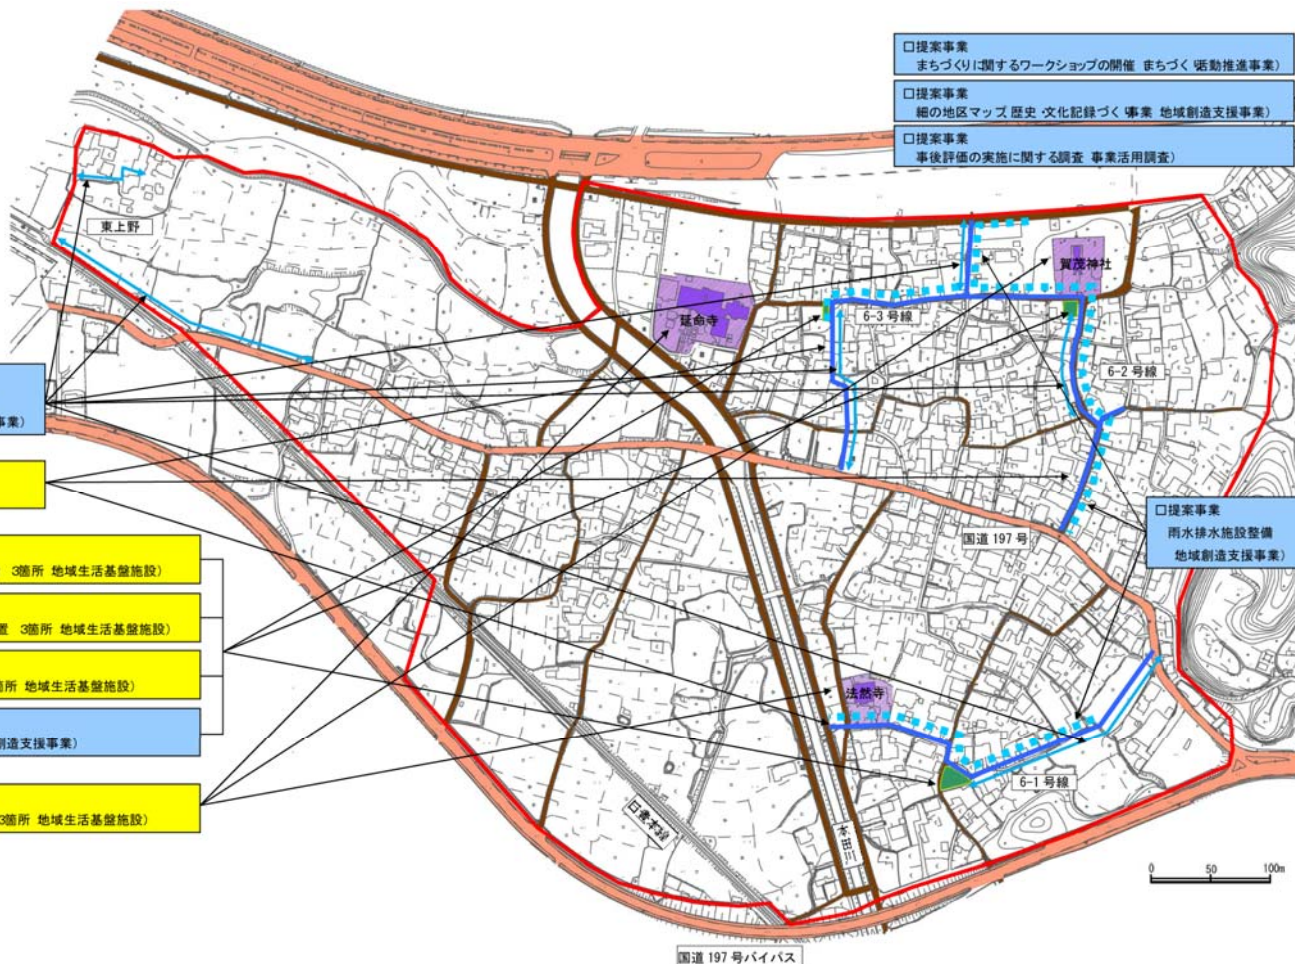 □提案事業
まちづくりに関するワークショップの開催 まちづく 活動推進事業）
□提案事業
細の地区マップ 歴史・文化記録づく 事業 地域創造支援事業）
□提案事業
事後評価の実施に関する調査 事業活用調査）
東上野
賀茂神社
延命寺
6-3号線
6-2号線
事業）
□提案事業
雨水排水施設整備
地域創造支援事業）
国道197号
3箇所 地域生活基盤施設）
置 3箇所 地域生活基盤施設）
箇所 地域生活基盤施設）
創造支援事業）
3箇所 地域生活基盤施設）
法然寺
6-1号線
日豊本線
本田川
0 50 100m
国道197号バイパス